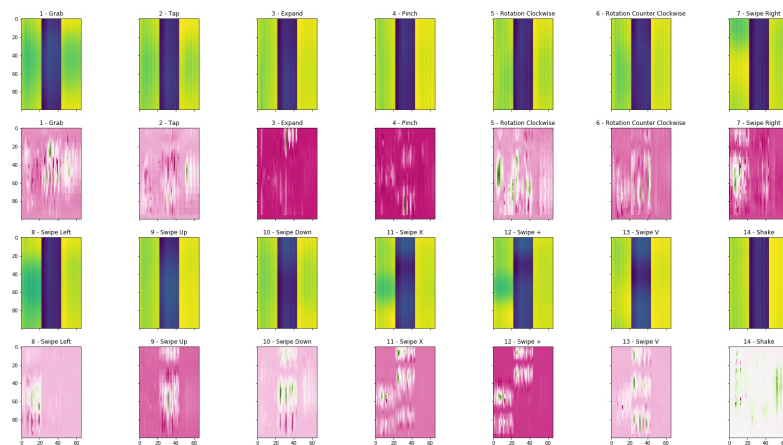 1 - Grab
2 - Tap
3 - Expand
4 - Pinch
5 - Rotation Clockwise
6 - Rotation Counter Clockwise
7 - Swipe Right
0
20
40
60
80
1 - Grab
2 - Tap
3 - Expand
4 - Pinch
5 - Rotation Clockwise
6 - Rotation Counter Clockwise
7 - Swipe Right
0
20
40
60
80
8 - Swipe Left
9 - Swipe Up
10 - Swipe Down
11 - Swipe X
12 - Swipe +
13 - Swipe V
14 - Shake
0
20
40
60
80
8 - Swipe Left
9 - Swipe Up
10 - Swipe Down
11 - Swipe X
12 - Swipe +
13 - Swipe V
14 - Shake
0
20
40
60
80
0 20 40 60
0 20 40 60
0 20 40 60
0 20 40 60
0 20 40 60
0 20 40 60
0 20 40 60